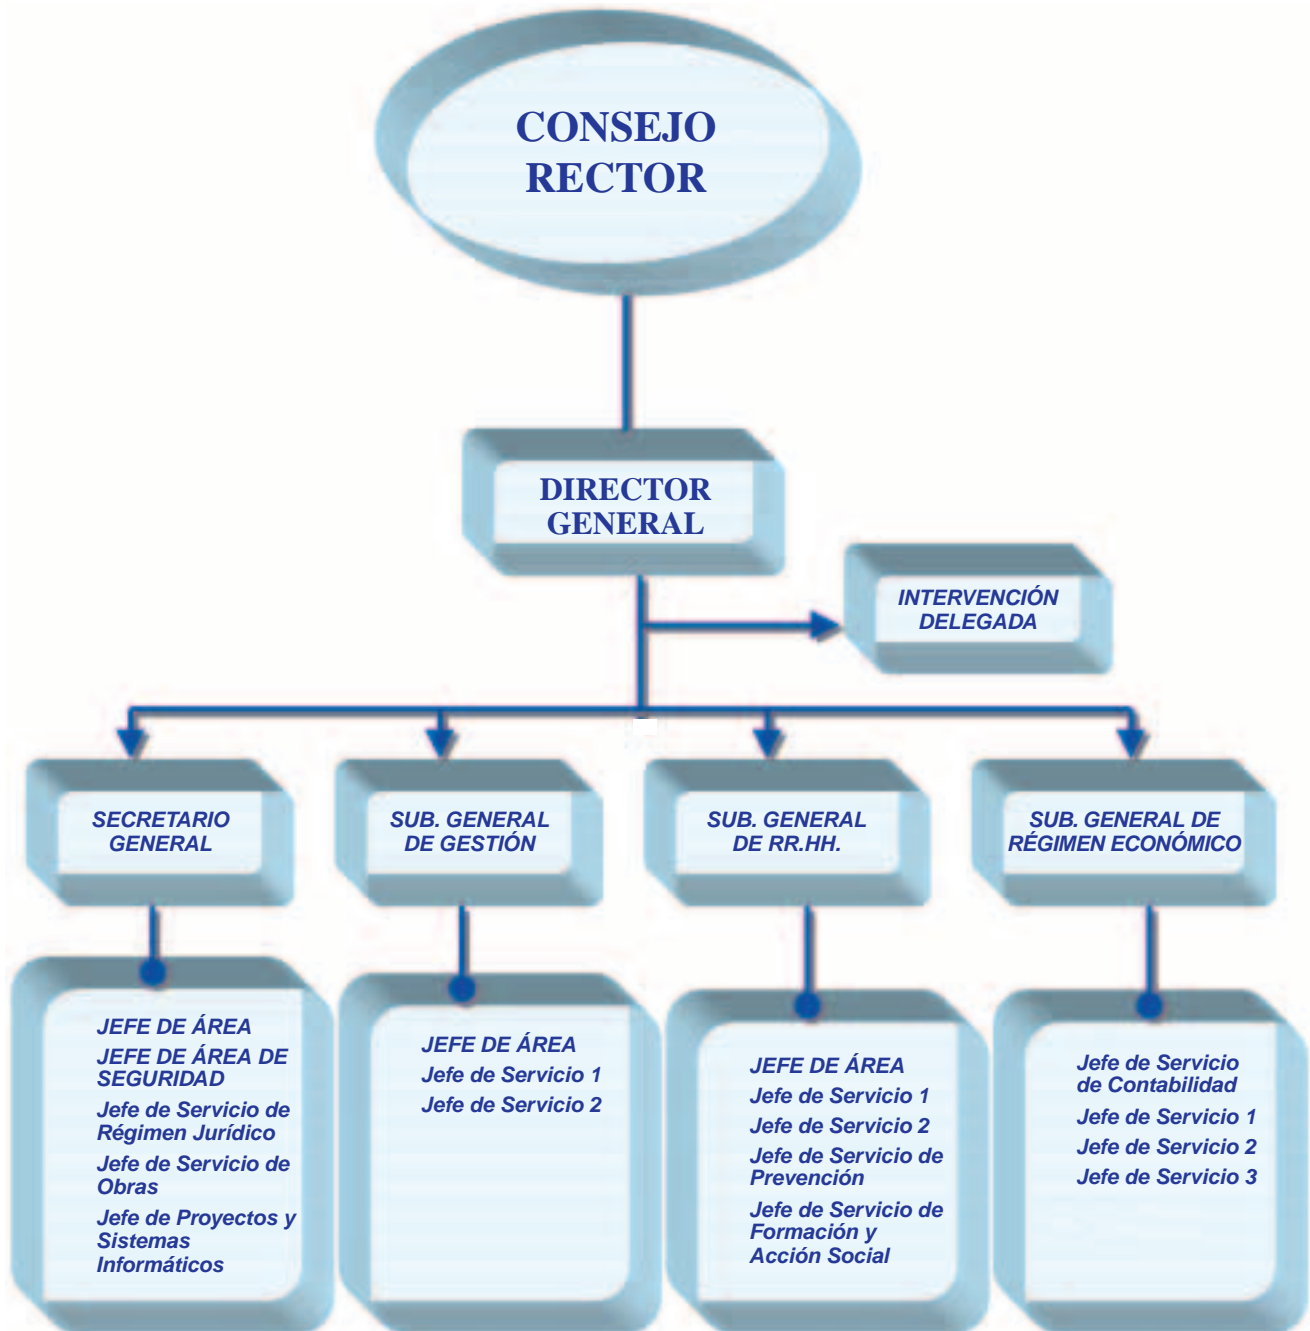 CONSEJO
RECTOR
DIRECTOR
GENERAL
INTERVENCIÓN
DELEGADA
SECRETARIO
GENERAL
SUB. GENERAL
DE GESTIÓN
SUB. GENERAL
DE RR.HH.
SUB. GENERAL DE
RÉGIMEN ECONÓMICO
JEFE DE ÁREA
JEFE DE ÁREA DE
SEGURIDAD
Jefe de Servicio de
Régimen Jurídico
Jefe de Servicio de
Obras
Jefe de Proyectos y
Sistemas
Informáticos
JEFE DE ÁREA
Jefe de Servicio 1
Jefe de Servicio 2
JEFE DE ÁREA
Jefe de Servicio 1
Jefe de Servicio 2
Jefe de Servicio de
Prevención
Jefe de Servicio de
Formación y
Acción Social
Jefe de Servicio
de Contabilidad
Jefe de Servicio 1
Jefe de Servicio 2
Jefe de Servicio 3